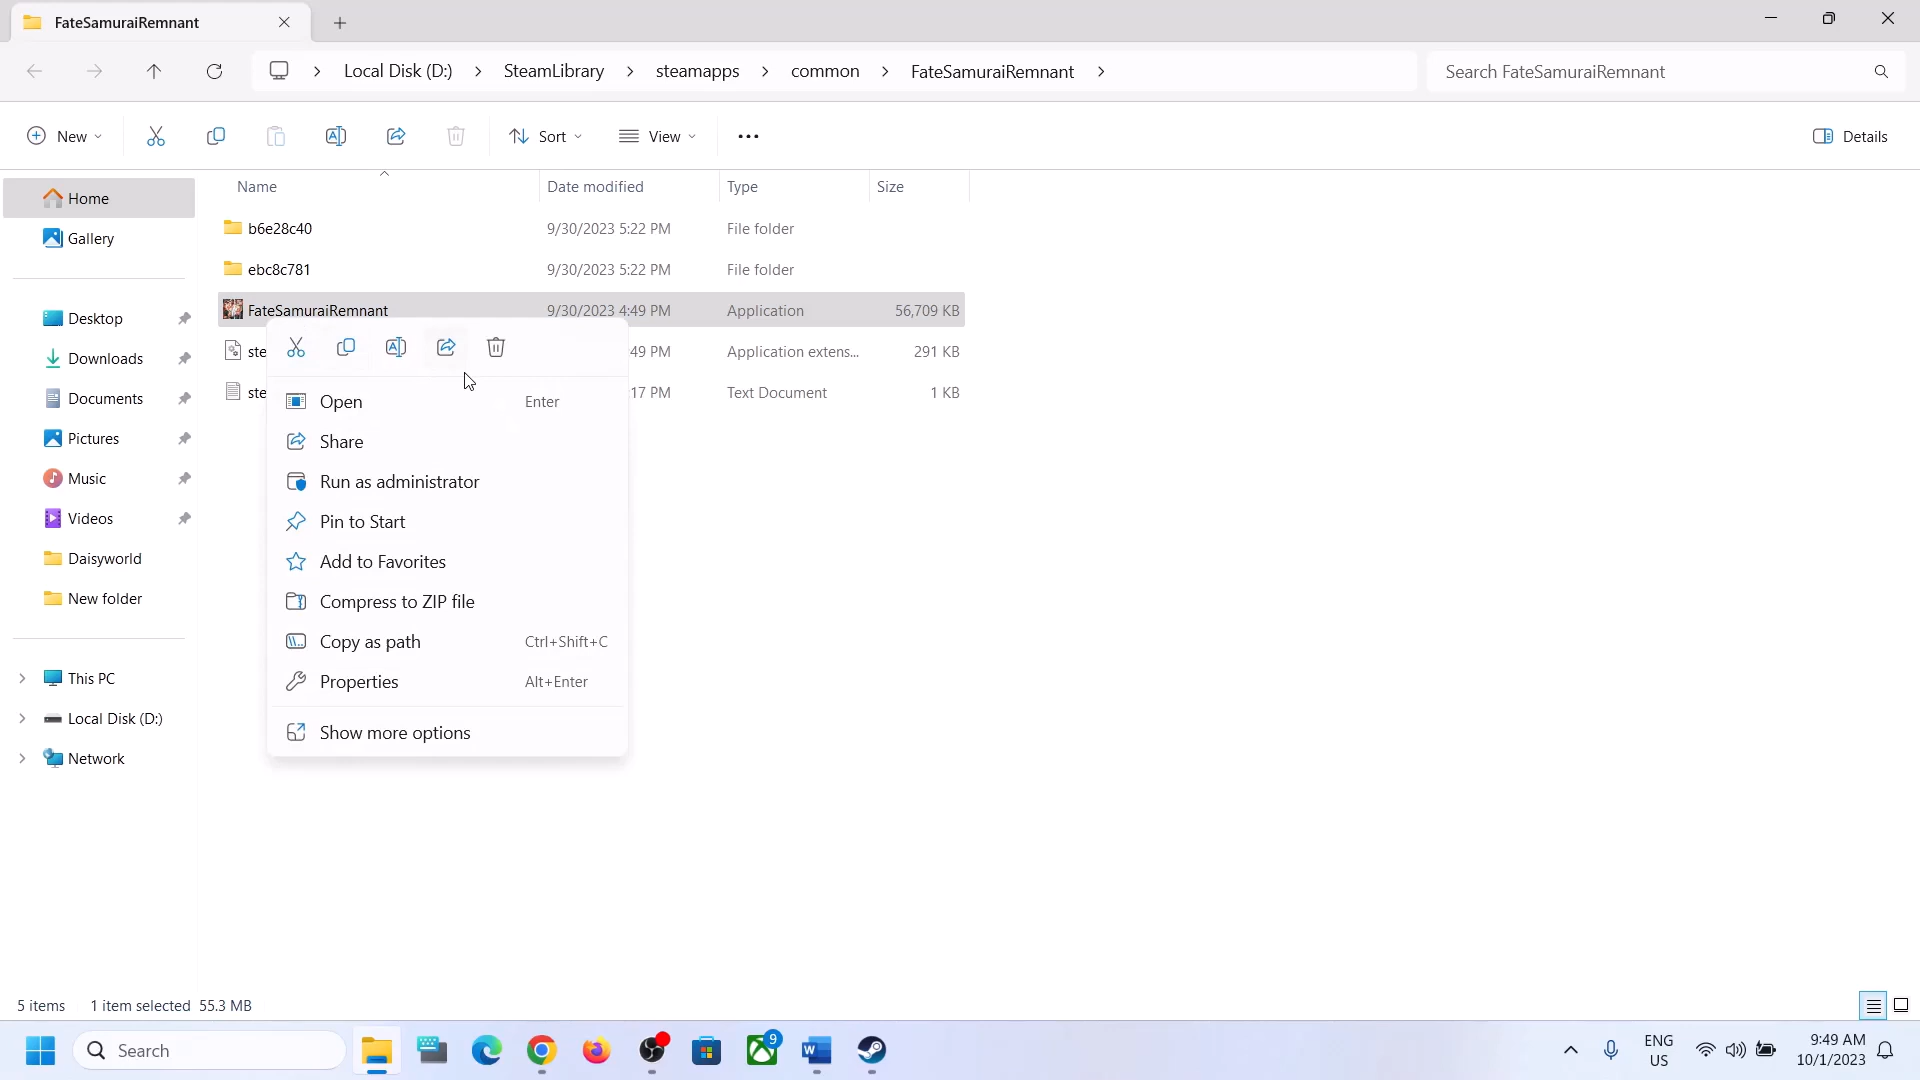 FateSamuraiRemnant
Local Disk (D:) SteamLibrary steamapps common FateSamuraiRemnant
Search FateSamuraiRemnant
New Sort View Details
Name Date modified Type Size
Home
Gallery
Desktop
Downloads
Documents
Pictures
Music
Videos
Daisyworld
New folder
This PC
Local Disk (D:)
Network
b6e28c40 9/30/2023 5:22 PM File folder
ebc8c781 9/30/2023 5:22 PM File folder
FateSamuraiRemnant 9/30/2023 4:49 PM Application 56,709 KB
ste 49 PM Application extens... 291 KB
ste 17 PM Text Document 1 KB
Open Enter
Share
Run as administrator
Pin to Start
Add to Favorites
Compress to ZIP file
Copy as path Ctrl+Shift+C
Properties Alt+Enter
Show more options
5 items 1 item selected 55.3 MB
Search
9
ENG
US
9:49 AM
10/1/2023